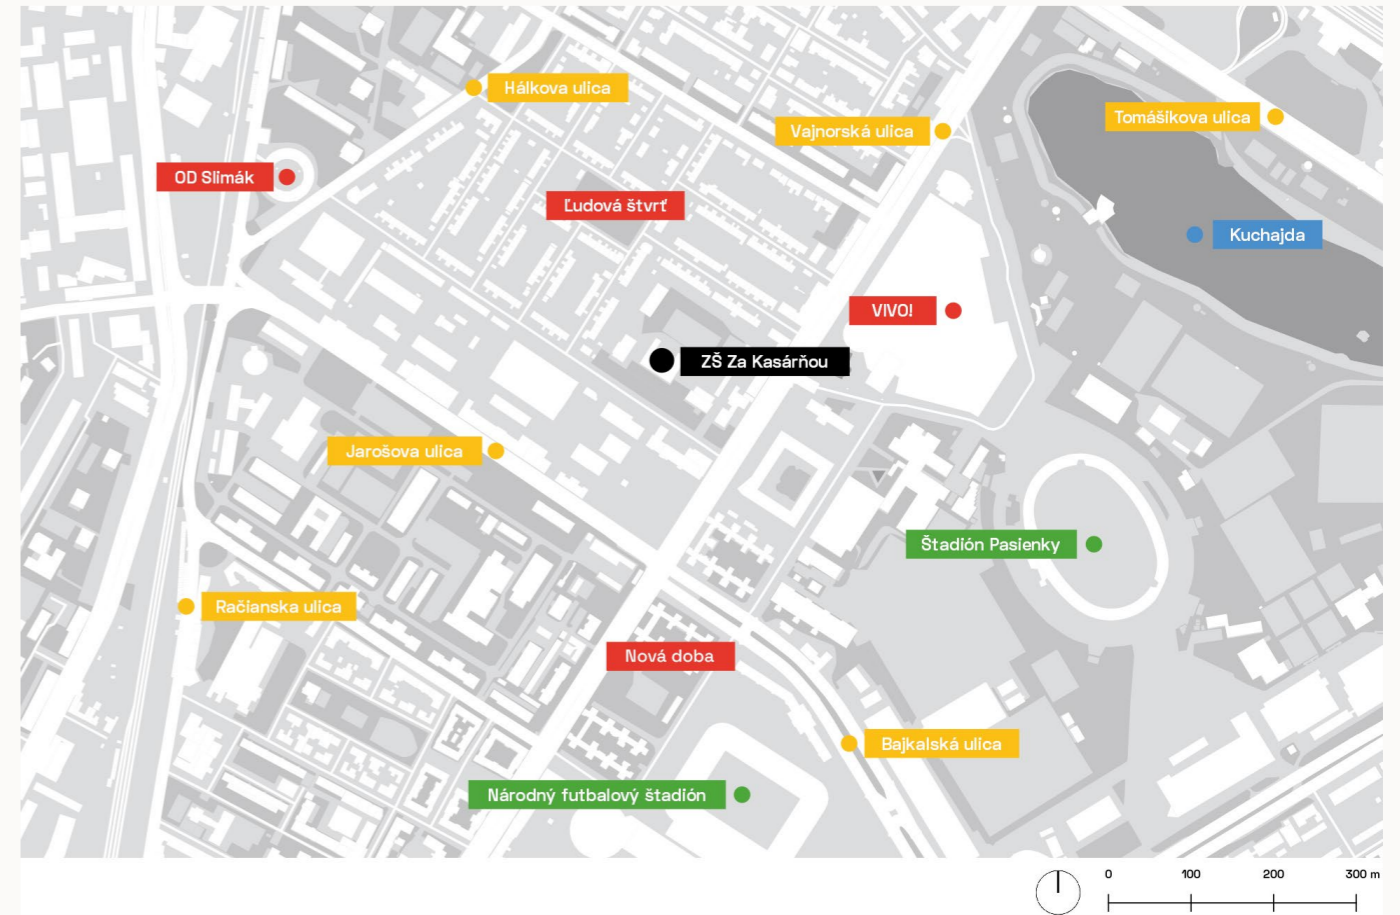 Hálkova ulica
Tomášikova ulica
Vajnorská ulica
OD Slimák
Ľudová štvrť
Kuchajda
VIVO!
ZŠ Za Kasárňou
Jarošova ulica
Štadión Pasienky
Račianska ulica
Nová doba
Bajkalská ulica
Národný futbalový štadión
0 100 200 300 m